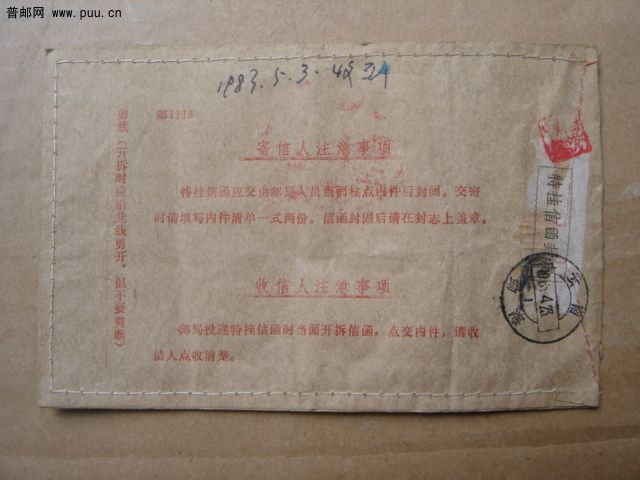 普邮网 www.puu.cn
1983.5.3.
邮1118
剪线（开拆时应沿此线剪开，但不要剪断）
寄信人注意事项
特挂信函应交由邮局人员当面核点内件后封固。交寄
时请填写内件清单一式两份。信函封固后请在封志上盖章。
收信人注意事项
邮局投递特挂信函时当面开拆信函，点交内件，请收
信人点收清楚。
特挂信函封